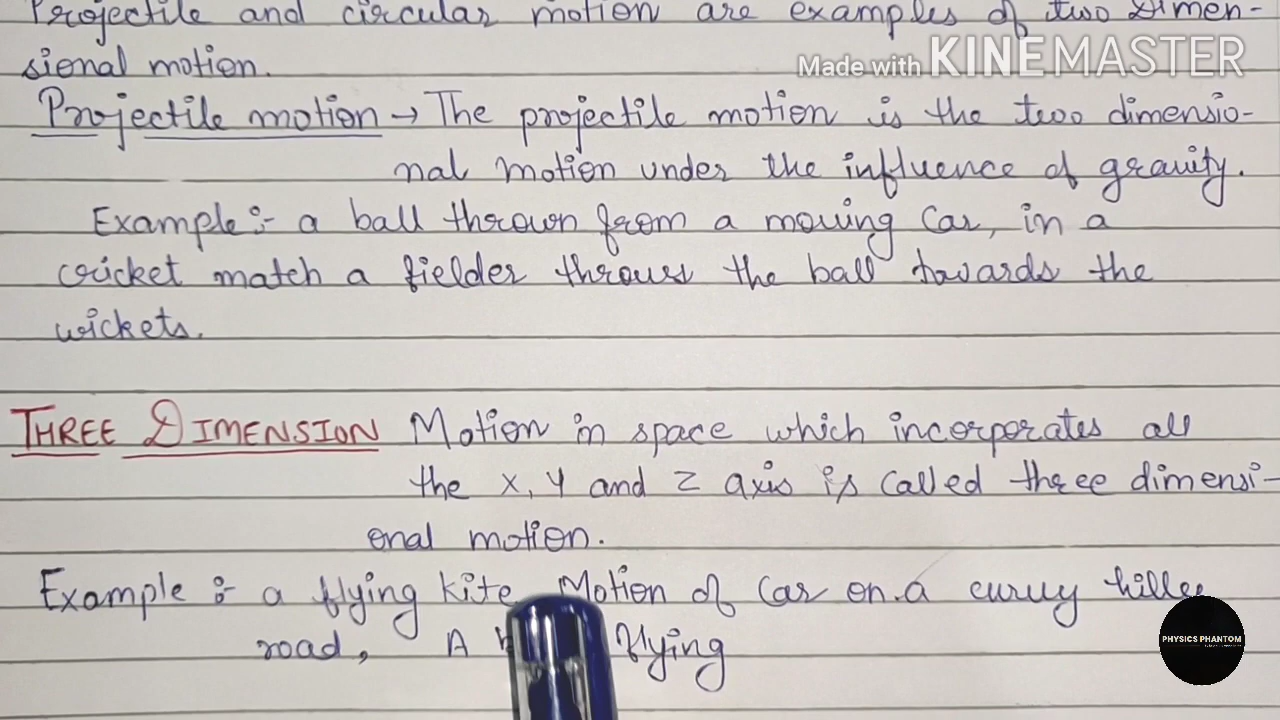 Projectile and circular motion are examples of two dimen-
sional motion.
Made with KINEMASTER
Projectile motion → The projectile motion is the two dimensio-
nal motion under the influence of gravity.
Example :- a ball thrown from a moving Car, in a
cricket match a fielder throws the ball towards the
wickets.
THREE DIMENSION Motion in space which incorporates all
the x, y and z axis is called three dimensi-
onal motion.
Example :- a flying kite Motion of Car on a curvy
road, A flying
PHYSICS PHANTOM